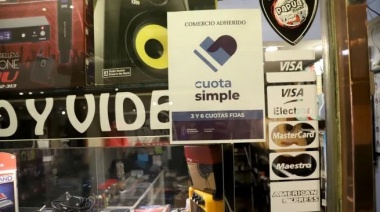 COMERCIO ADHERIDO
cuota
simple
3 Y 6 CUOTAS FIJAS
O Y VIDE
VISA
VISA
Electron
MasterCard
Maestro
AMERICAN
EXPRESS